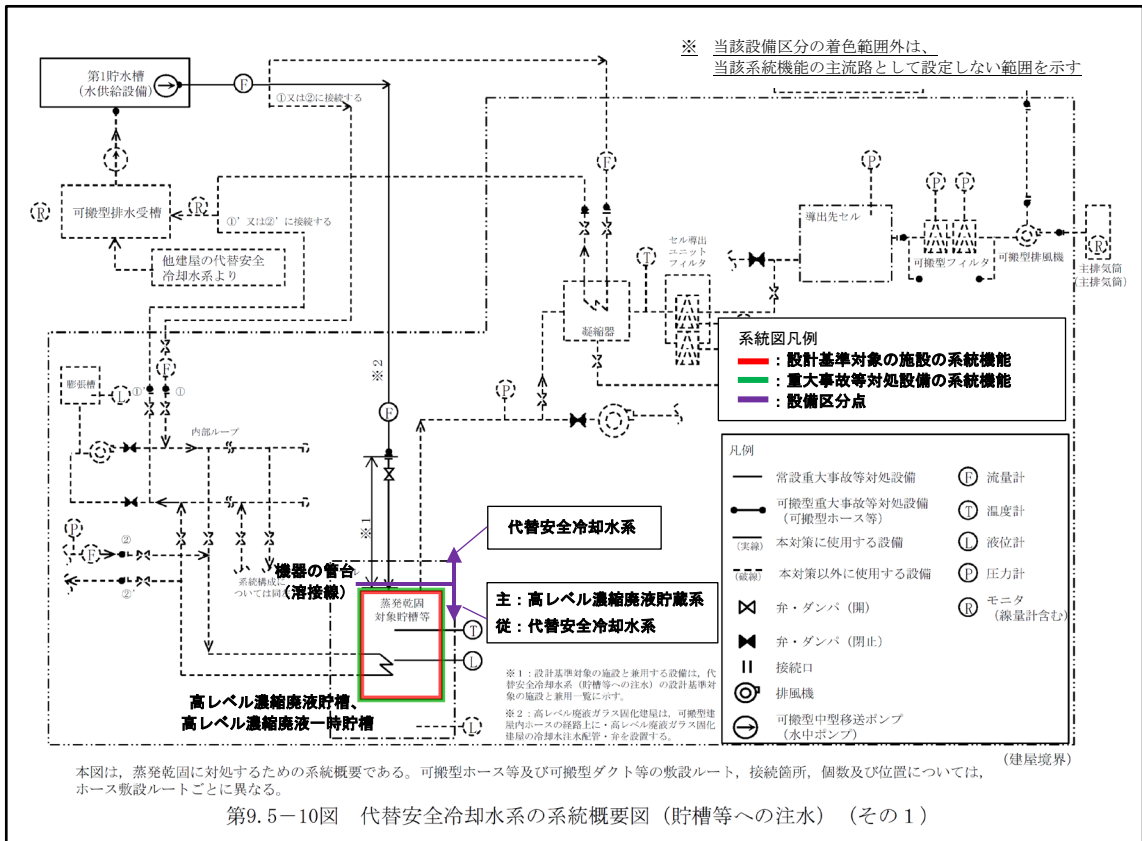 ※ 当該設備区分の着色範囲外は、
当該系統機能の主流路として設定しない範囲を示す
第1貯水槽
(水供給設備)
F
①又は②に接続する
F
P
P
P
R
可搬型排水受槽
R
①’又は②’に接続する
他建屋の代替安全
冷却水系より
導出先セル
セル導出
ユニット
フィルタ
T
可搬型フィルタ
可搬型排風機
R
主排気筒
(主排気筒)
凝縮器
系統図凡例
:設計基準対象の施設の系統機能
:重大事故等対処設備の系統機能
:設備区分点
※2
F
膨張槽
L
①’
①
P
F
内部ループ
凡例
常設重大事故等対処設備
可搬型重大事故等対処設備
(可搬型ホース等)
(実線)
本対策に使用する設備
(破線)
本対策以外に使用する設備
弁・ダンパ(開)
弁・ダンパ(閉止)
接続口
排風機
可搬型中型移送ポンプ
(水中ポンプ)
F 流量計
T 温度計
L 液位計
P 圧力計
R モニタ
(線量計含む)
※1
P
F
②
②’
系統構成に
ついては同
機器の管台
(溶接線)
代替安全冷却水系
主:高レベル濃縮廃液貯蔵系
従:代替安全冷却水系
蒸発乾固
対象貯槽等
T
L
高レベル濃縮廃液貯槽、
高レベル濃縮廃液一時貯槽
L
※1:設計基準対象の施設と兼用する設備は,代
替安全冷却水系(貯槽等への注水)の設計基準対
象の施設と兼用一覧に示す。
※2:高レベル廃液ガラス固化建屋は,可搬型建
屋内ホースの経路上に・高レベル廃液ガラス固化
建屋の冷却水注水配管・弁を設置する。
(建屋境界)
本図は,蒸発乾固に対処するための系統概要である。可搬型ホース等及び可搬型ダクト等の敷設ルート,接続箇所,個数及び位置については,
ホース敷設ルートごとに異なる。
第9.5-10図 代替安全冷却水系の系統概要図(貯槽等への注水)(その1)